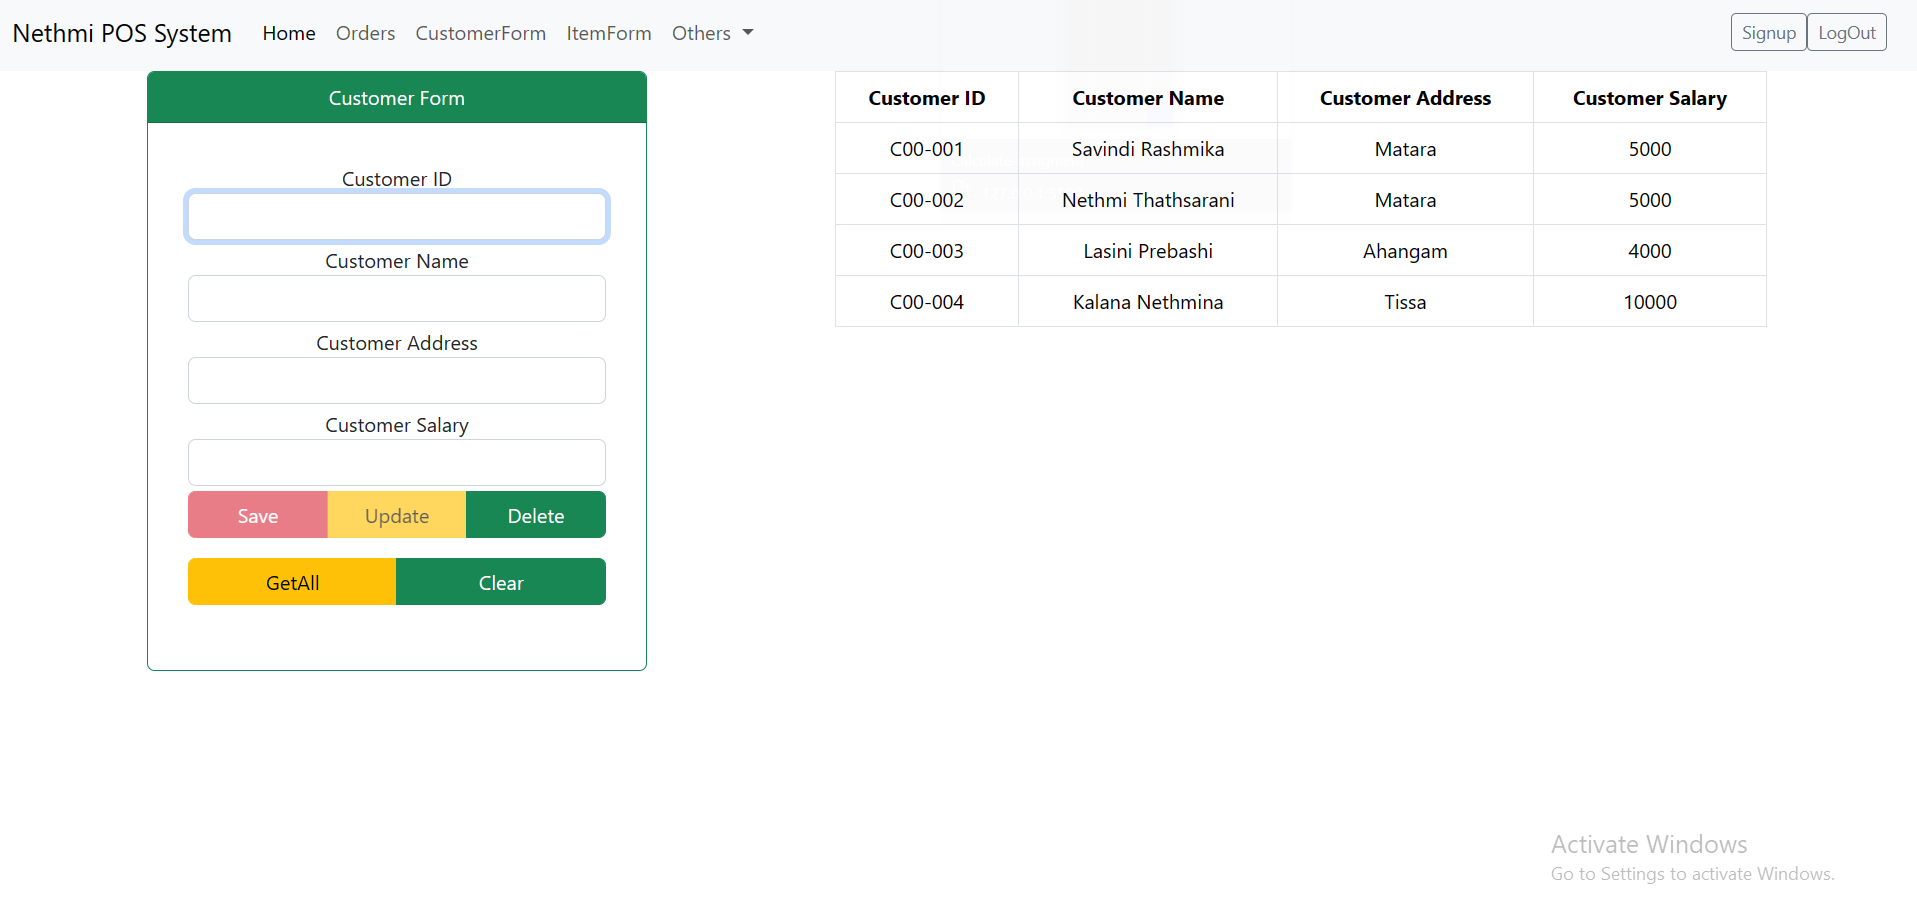 Nethmi POS System Home Orders CustomerForm ItemForm Others Signup LogOut
Customer Form
Customer ID
Customer Name
Customer Address
Customer Salary
Save Update Delete
GetAll Clear
Customer ID Customer Name Customer Address Customer Salary
C00-001 Savindi Rashmika Matara 5000
C00-002 Nethmi Thathsarani Matara 5000
C00-003 Lasini Prebashi Ahangam 4000
C00-004 Kalana Nethmina Tissa 10000
Activate Windows
Go to Settings to activate Windows.